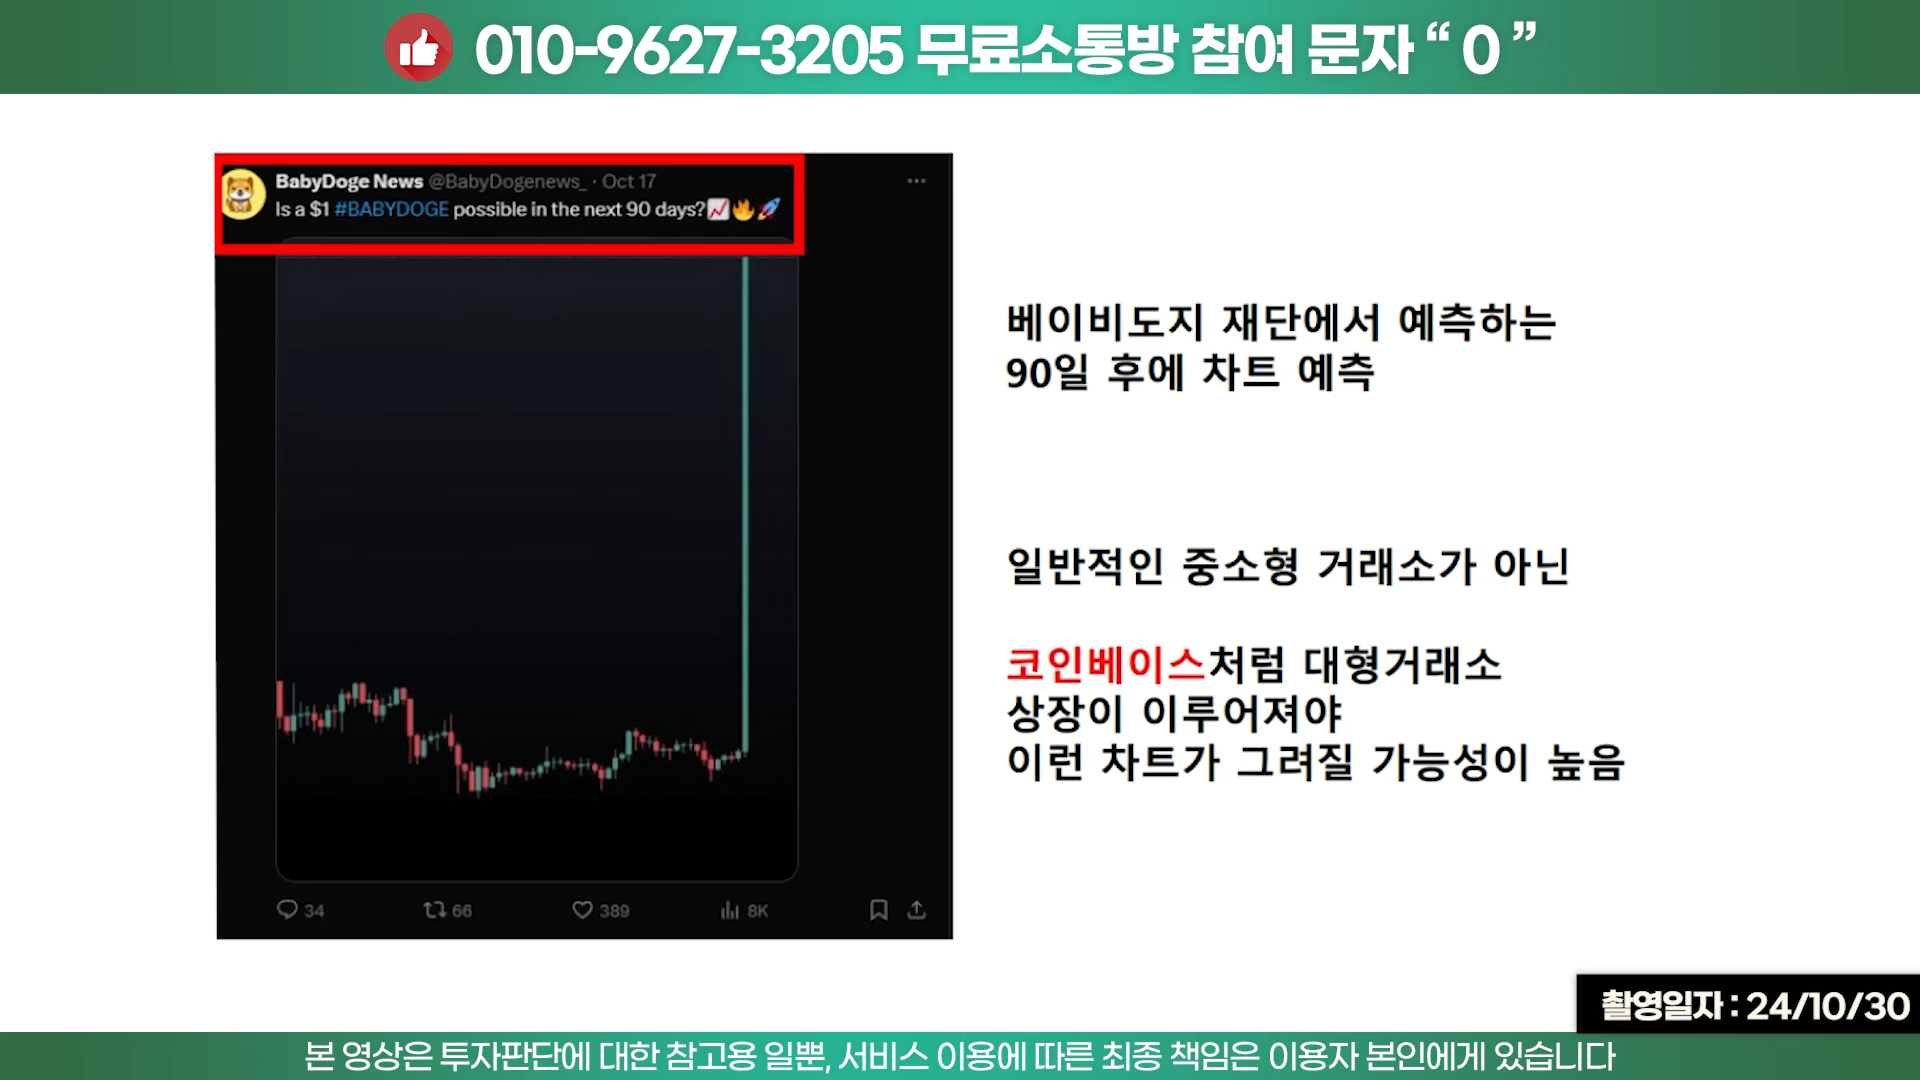 010-9627-3205 무료소통방 참여 문자 “ 0 ”
BabyDoge News @BabyDogenews_ · Oct 17
Is a $1 #BABYDOGE possible in the next 90 days?📈🔥🚀
베이비도지 재단에서 예측하는
90일 후에 차트 예측
일반적인 중소형 거래소가 아닌
코인베이스처럼 대형거래소
상장이 이루어져야
이런 차트가 그려질 가능성이 높음
34 66 389 8K
촬영일자 : 24/10/30
본 영상은 투자판단에 대한 참고용 일뿐, 서비스 이용에 따른 최종 책임은 이용자 본인에게 있습니다